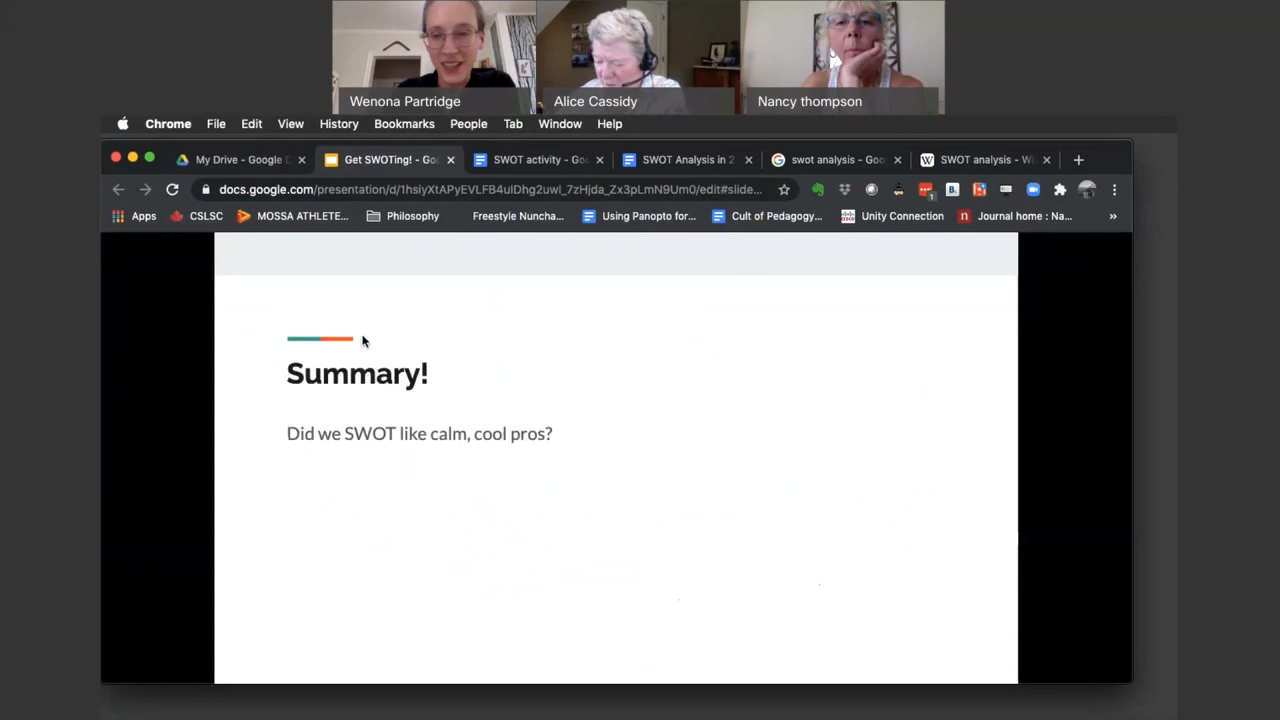 Wenona Partridge
Alice Cassidy
Nancy thompson
Chrome File Edit View History Bookmarks People Tab Window Help
My Drive - Google D
Get SWOTing! - Goo
SWOT activity - Goo
SWOT Analysis in 2
swot analysis - Goo
SWOT analysis - Wi
docs.google.com/presentation/d/1hsiyXtAPyEVLFB4ulDhg2uwl_7zHjda_Zx3pLmN9Um0/edit#slide...
Apps CSLSC MOSSA ATHLETE... Philosophy Freestyle Nuncha... Using Panopto for... Cult of Pedagogy... Unity Connection Journal home : Na... »
Summary!
Did we SWOT like calm, cool pros?